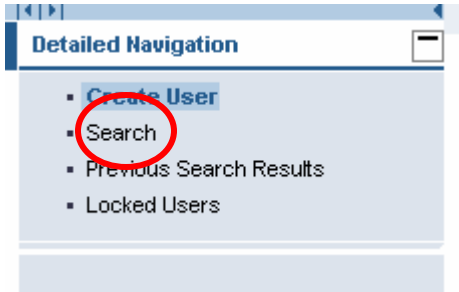 Detailed Navigation
Create User
Search
Previous Search Results
Locked Users